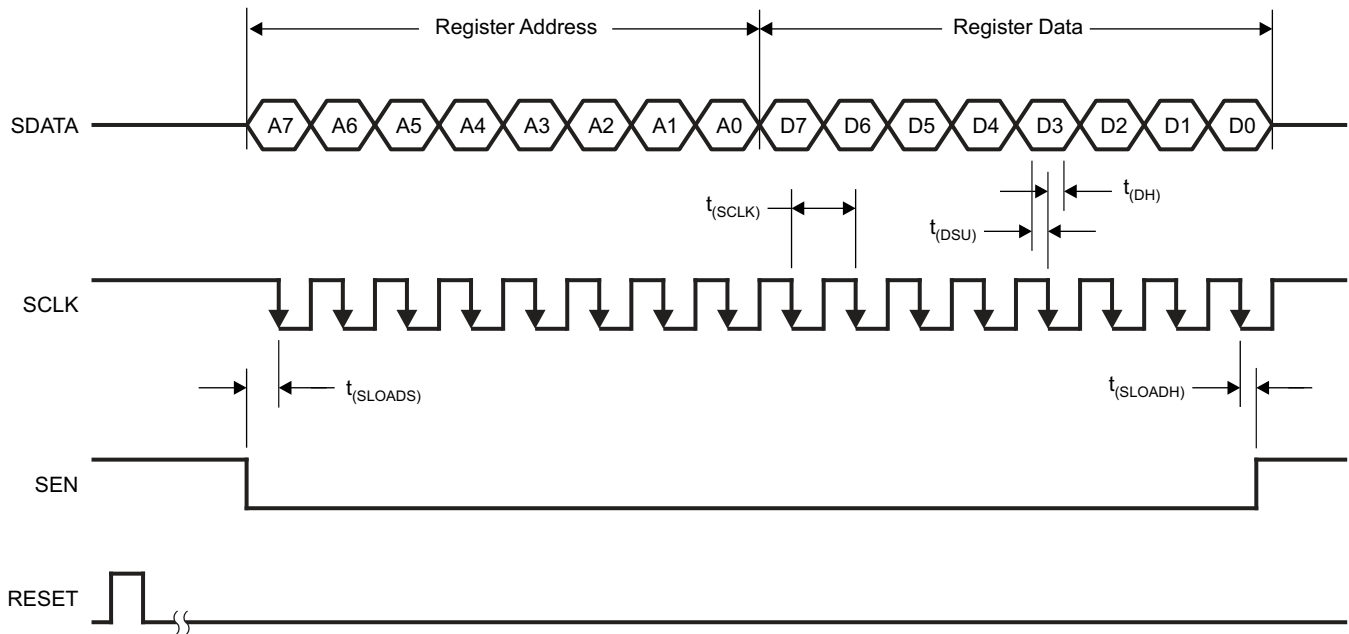 Register Address
Register Data
SDATA
A7 A6 A5 A4 A3 A2 A1 A0 D7 D6 D5 D4 D3 D2 D1 D0
t(SCLK)
t(DH)
t(DSU)
SCLK
t(SLOADS)
t(SLOADH)
SEN
RESET